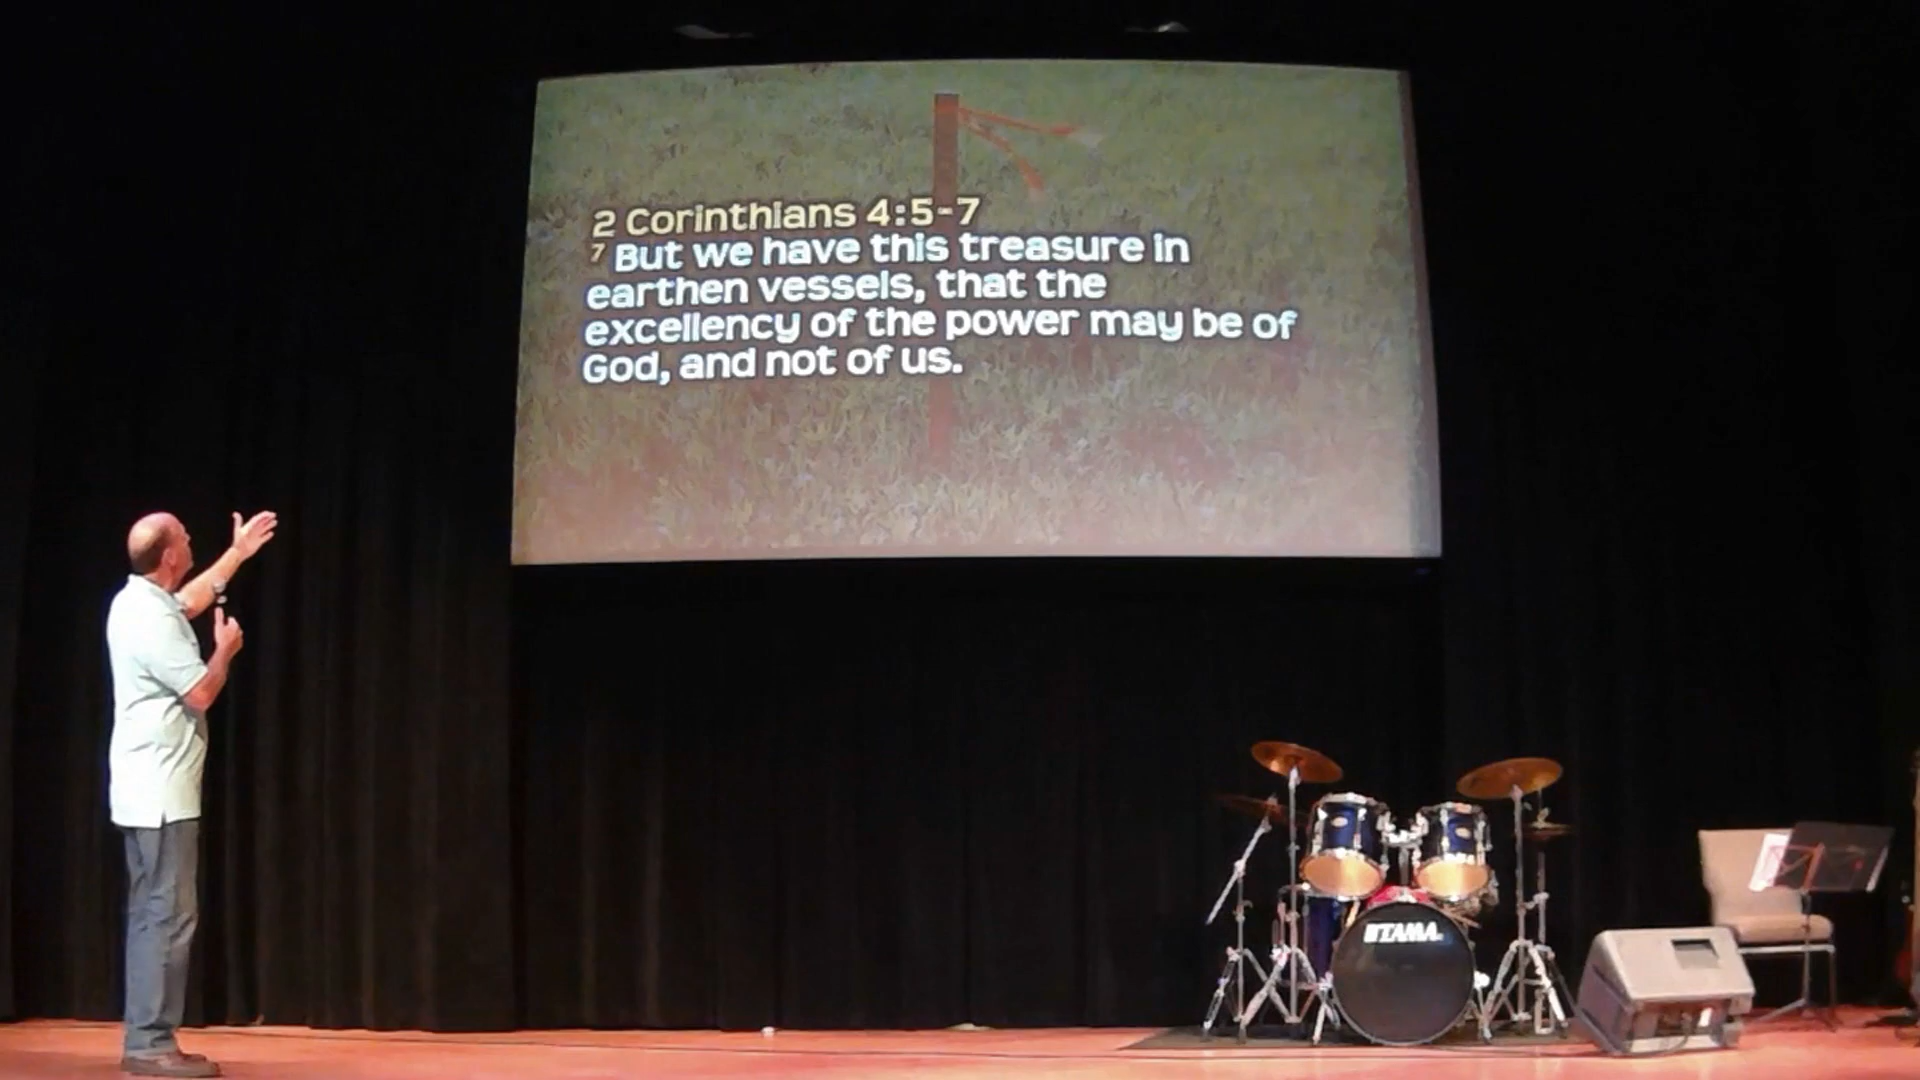 2 Corinthians 4:5-7
7 But we have this treasure in
earthen vessels, that the
excellency of the power may be of
God, and not of us.
TAMA